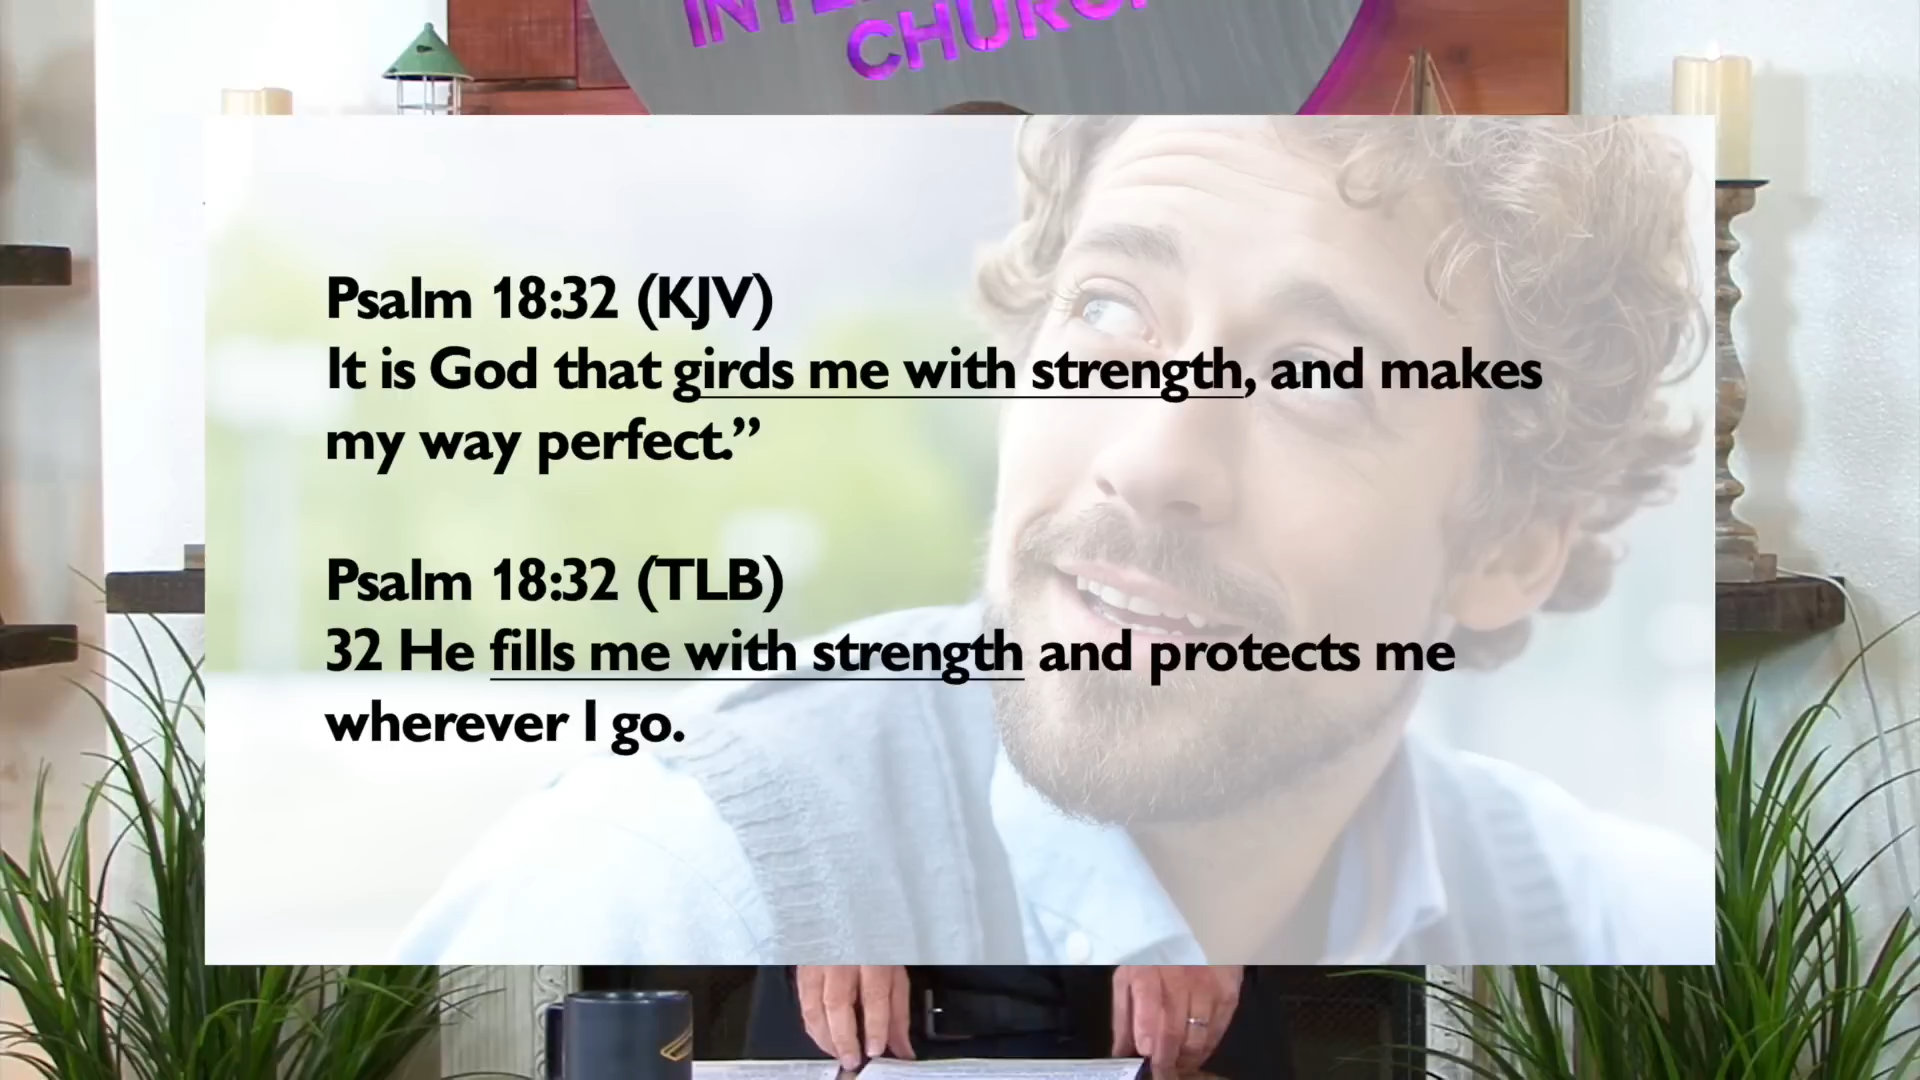 CHURCH
Psalm 18:32 (KJV)
It is God that girds me with strength, and makes
my way perfect.”
Psalm 18:32 (TLB)
32 He fills me with strength and protects me
wherever I go.